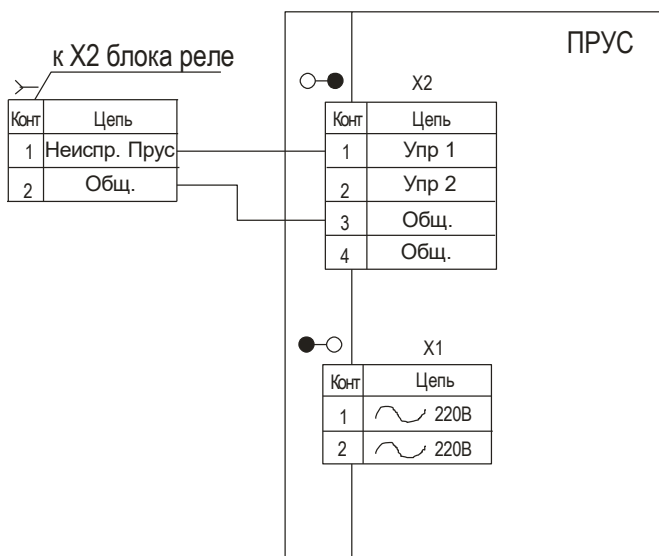 ПРУС
к X2 блока реле
Конт Цепь
1 Неиспр. Прус
2 Общ.
X2
Конт Цепь
1 Упр 1
2 Упр 2
3 Общ.
4 Общ.
X1
Конт Цепь
1 220В
2 220В